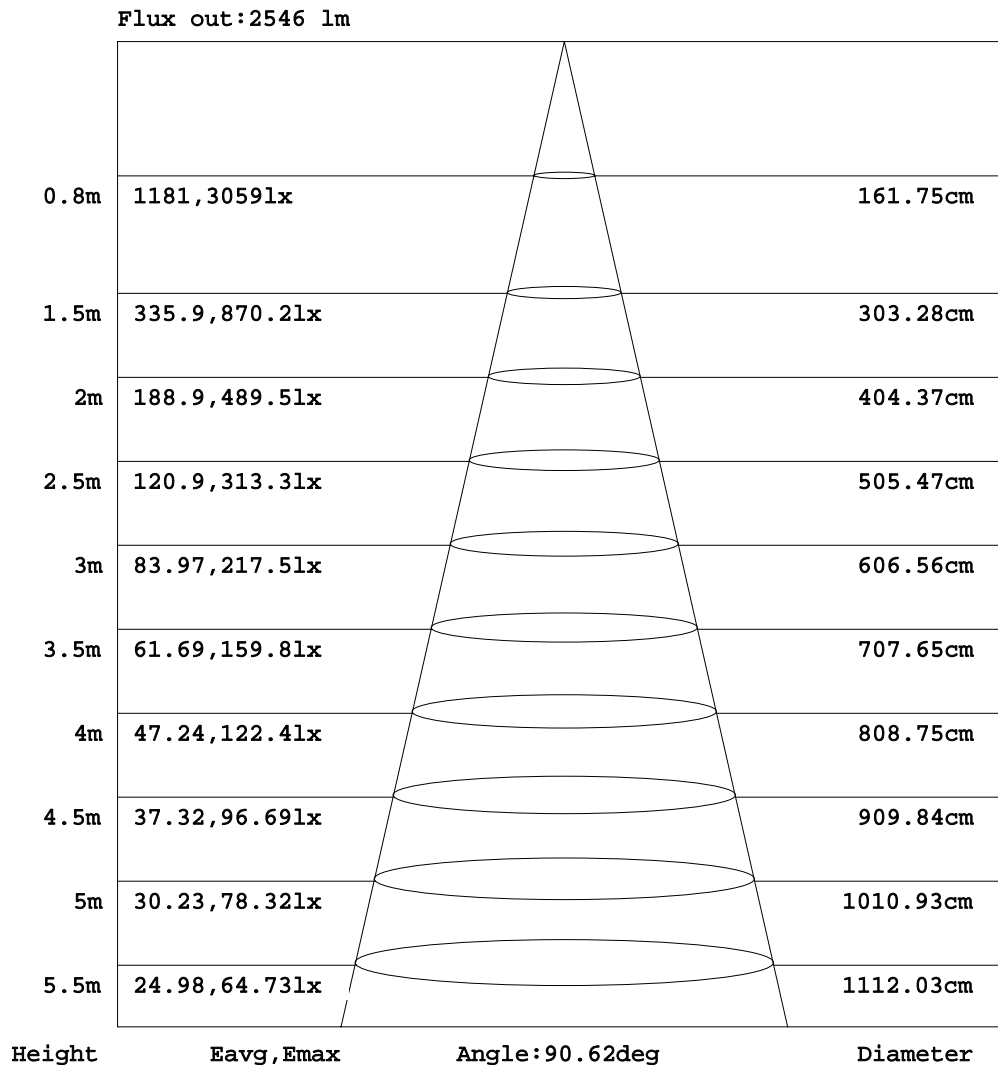 Flux out:2546 lm
0.8m 1181,3059lx 161.75cm
1.5m 335.9,870.2lx 303.28cm
2m 188.9,489.5lx 404.37cm
2.5m 120.9,313.3lx 505.47cm
3m 83.97,217.5lx 606.56cm
3.5m 61.69,159.8lx 707.65cm
4m 47.24,122.4lx 808.75cm
4.5m 37.32,96.69lx 909.84cm
5m 30.23,78.32lx 1010.93cm
5.5m 24.98,64.73lx 1112.03cm
Height Eavg,Emax Angle:90.62deg Diameter